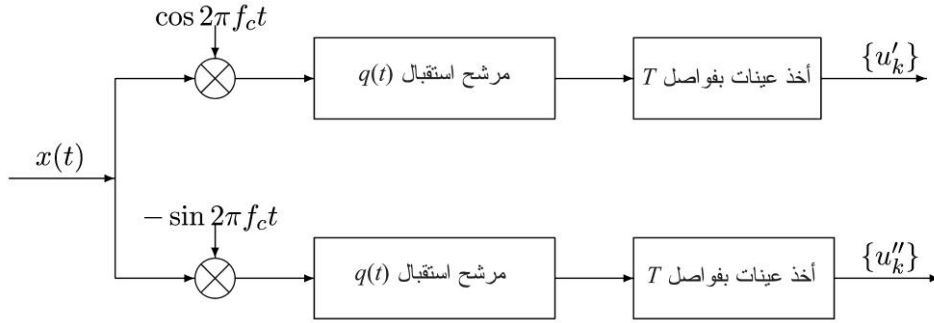 cos 2πf_c t
مرشح استقبال q(t)
أخذ عينات بفواصل T
{u'_k}
x(t)
− sin 2πf_c t
مرشح استقبال q(t)
أخذ عينات بفواصل T
{u''_k}